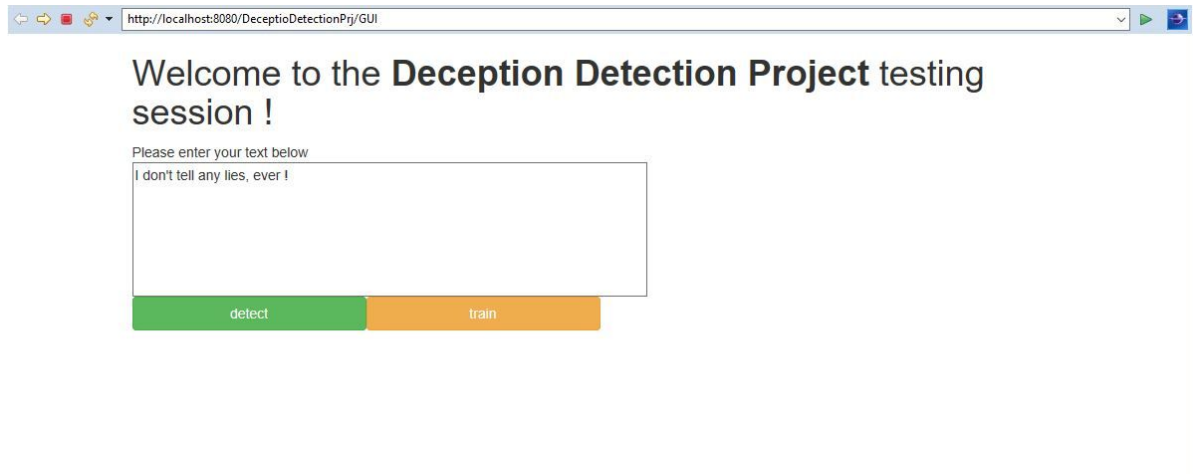 http://localhost:8080/DeceptioDetectionPrj/GUI
Welcome to the Deception Detection Project testing
session !
Please enter your text below
I don't tell any lies, ever !
detect train